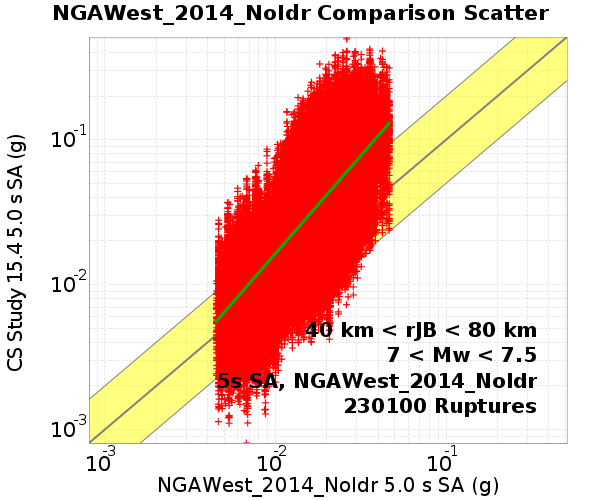 NGAWest_2014_NoIdr Comparison Scatter
CS Study 15.4 5.0 s SA (g)
10-1
10-2
10-3
40 km < rJB < 80 km
7 < Mw < 7.5
5s SA, NGAWest_2014_NoIdr
230100 Ruptures
10-3 10-2 10-1
NGAWest_2014_NoIdr 5.0 s SA (g)